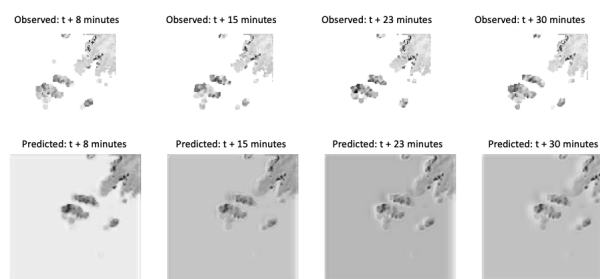 Observed: t + 8 minutes
Observed: t + 15 minutes
Observed: t + 23 minutes
Observed: t + 30 minutes
Predicted: t + 8 minutes
Predicted: t + 15 minutes
Predicted: t + 23 minutes
Predicted: t + 30 minutes